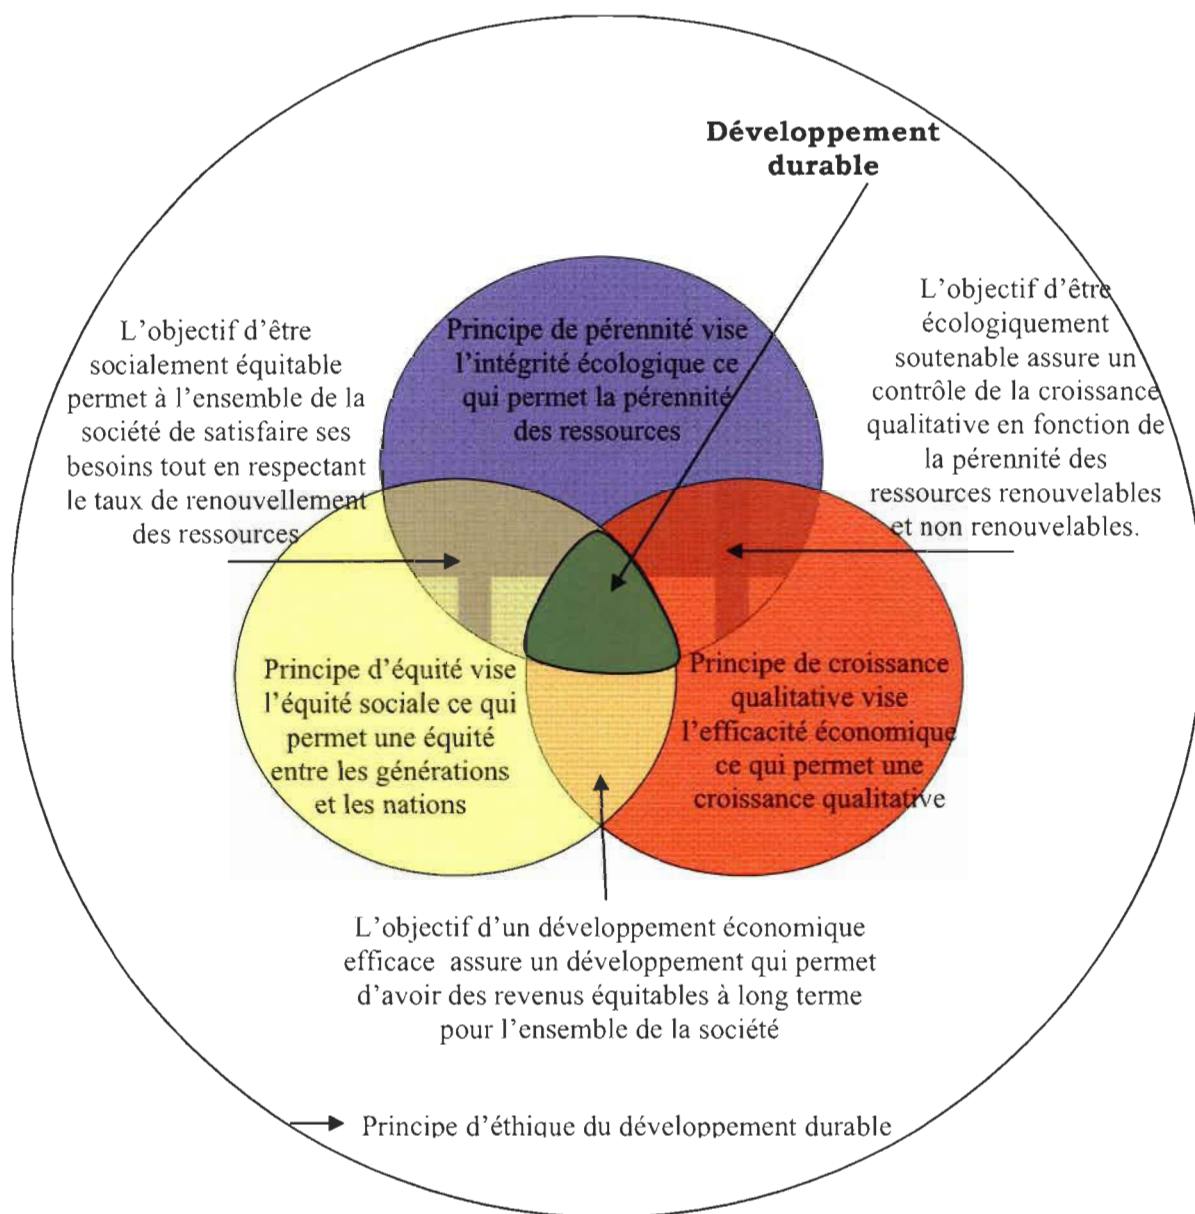 Développement
durable
L'objectif d'être
socialement équitable
permet à l'ensemble de la
société de satisfaire ses
besoins tout en respectant
le taux de renouvellement
des ressources
Principe de pérennité vise
l'intégrité écologique ce
qui permet la pérennité
des ressources
L'objectif d'être
écologiquement
soutenable assure un
contrôle de la croissance
qualitative en fonction de
la pérennité des
ressources renouvelables
et non renouvelables.
Principe d'équité vise
l'équité sociale ce qui
permet une équité
entre les générations
et les nations
Principe de croissance
qualitative vise
l'efficacité économique
ce qui permet une
croissance qualitative
L'objectif d'un développement économique
efficace assure un développement qui permet
d'avoir des revenus équitables à long terme
pour l'ensemble de la société
Principe d'éthique du développement durable